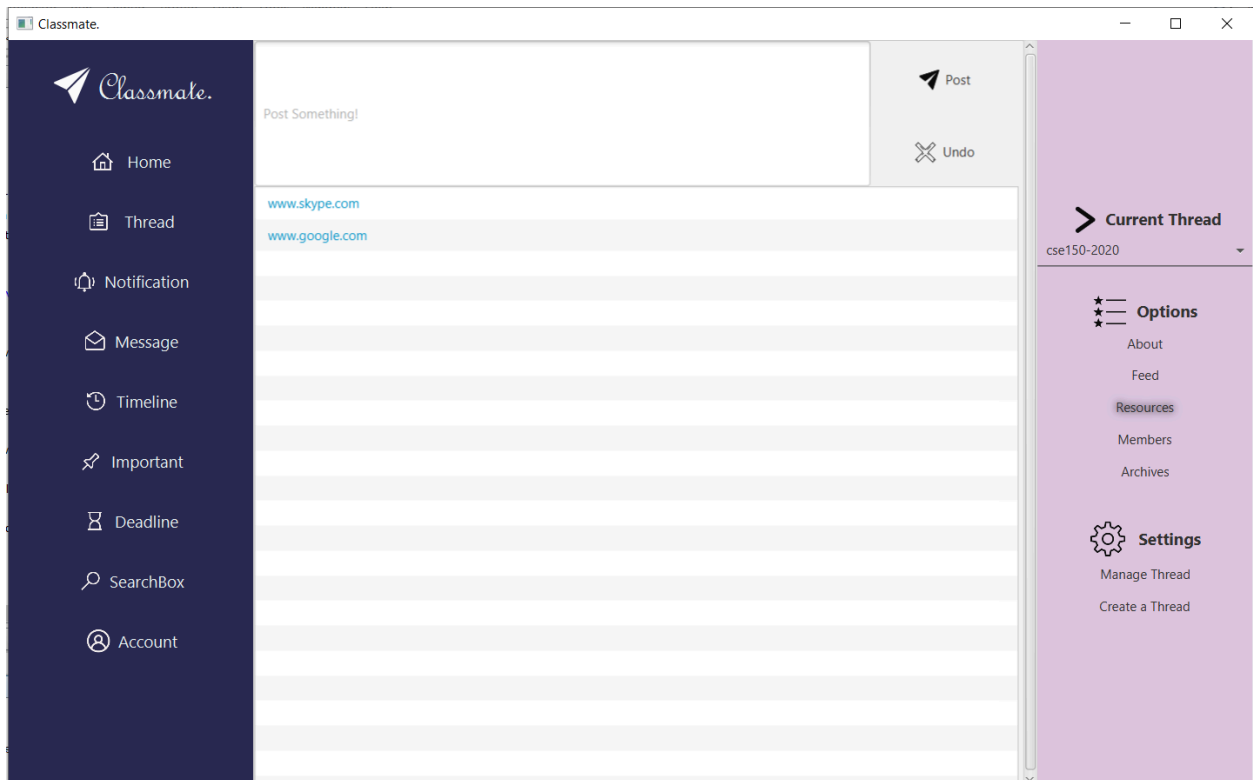 Classmate.
Classmate.
Home
Thread
Notification
Message
Timeline
Important
Deadline
SearchBox
Account
Post Something!
Post
Undo
www.skype.com
www.google.com
Current Thread
cse150-2020
Options
About
Feed
Resources
Members
Archives
Settings
Manage Thread
Create a Thread